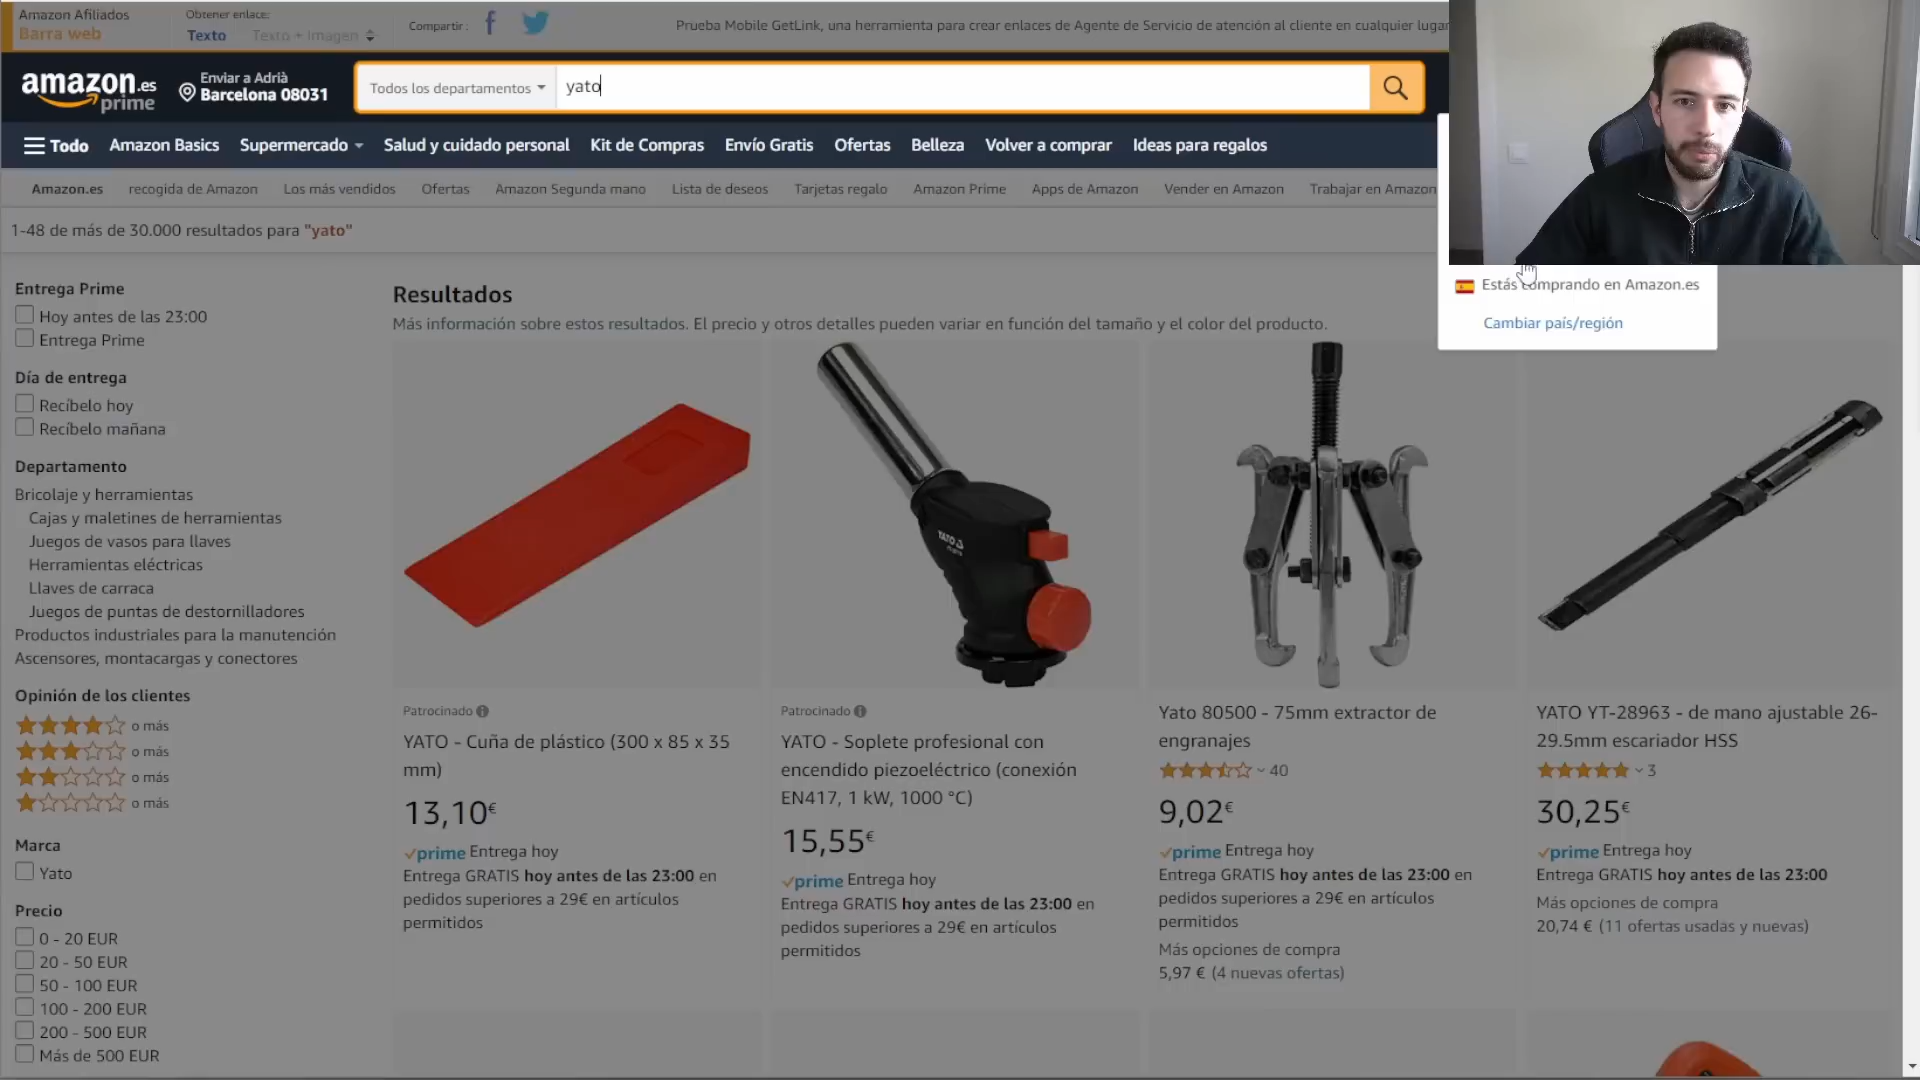 Amazon Afiliados
Barra web
Obtener enlace:
Texto
Texto + Imagen
Compartir :
Prueba Mobile GetLink, una herramienta para crear enlaces de Agente de Servicio de atención al cliente en cualquier lugar
amazon.es
prime
Enviar a Adrià
Barcelona 08031
Todos los departamentos
yato
Todo
Amazon Basics
Supermercado
Salud y cuidado personal
Kit de Compras
Envío Gratis
Ofertas
Belleza
Volver a comprar
Ideas para regalos
Amazon.es
recogida de Amazon
Los más vendidos
Ofertas
Amazon Segunda mano
Lista de deseos
Tarjetas regalo
Amazon Prime
Apps de Amazon
Vender en Amazon
Trabajar en Amazon
1-48 de más de 30.000 resultados para "yato"
Estás comprando en Amazon.es
Cambiar país/región
Entrega Prime
Hoy antes de las 23:00
Entrega Prime
Día de entrega
Recíbelo hoy
Recíbelo mañana
Departamento
Bricolaje y herramientas
Cajas y maletines de herramientas
Juegos de vasos para llaves
Herramientas eléctricas
Llaves de carraca
Juegos de puntas de destornilladores
Productos industriales para la manutención
Ascensores, montacargas y conectores
Opinión de los clientes
o más
o más
o más
o más
Marca
Yato
Precio
0 - 20 EUR
20 - 50 EUR
50 - 100 EUR
100 - 200 EUR
200 - 500 EUR
Más de 500 EUR
Resultados
Más información sobre estos resultados. El precio y otros detalles pueden variar en función del tamaño y el color del producto.
Patrocinado
YATO - Cuña de plástico (300 x 85 x 35
mm)
13,10€
prime Entrega hoy
Entrega GRATIS hoy antes de las 23:00 en
pedidos superiores a 29€ en artículos
permitidos
YATO
Patrocinado
YATO - Soplete profesional con
encendido piezoeléctrico (conexión
EN417, 1 kW, 1000 °C)
15,55€
prime Entrega hoy
Entrega GRATIS hoy antes de las 23:00 en
pedidos superiores a 29€ en artículos
permitidos
Yato 80500 - 75mm extractor de
engranajes
40
9,02€
prime Entrega hoy
Entrega GRATIS hoy antes de las 23:00 en
pedidos superiores a 29€ en artículos
permitidos
Más opciones de compra
5,97 € (4 nuevas ofertas)
YATO YT-28963 - de mano ajustable 26-
29.5mm escariador HSS
3
30,25€
prime Entrega hoy
Entrega GRATIS hoy antes de las 23:00
Más opciones de compra
20,74 € (11 ofertas usadas y nuevas)